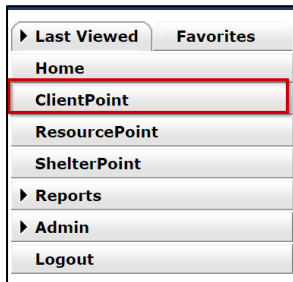 Last Viewed Favorites
Home
ClientPoint
ResourcePoint
ShelterPoint
Reports
Admin
Logout